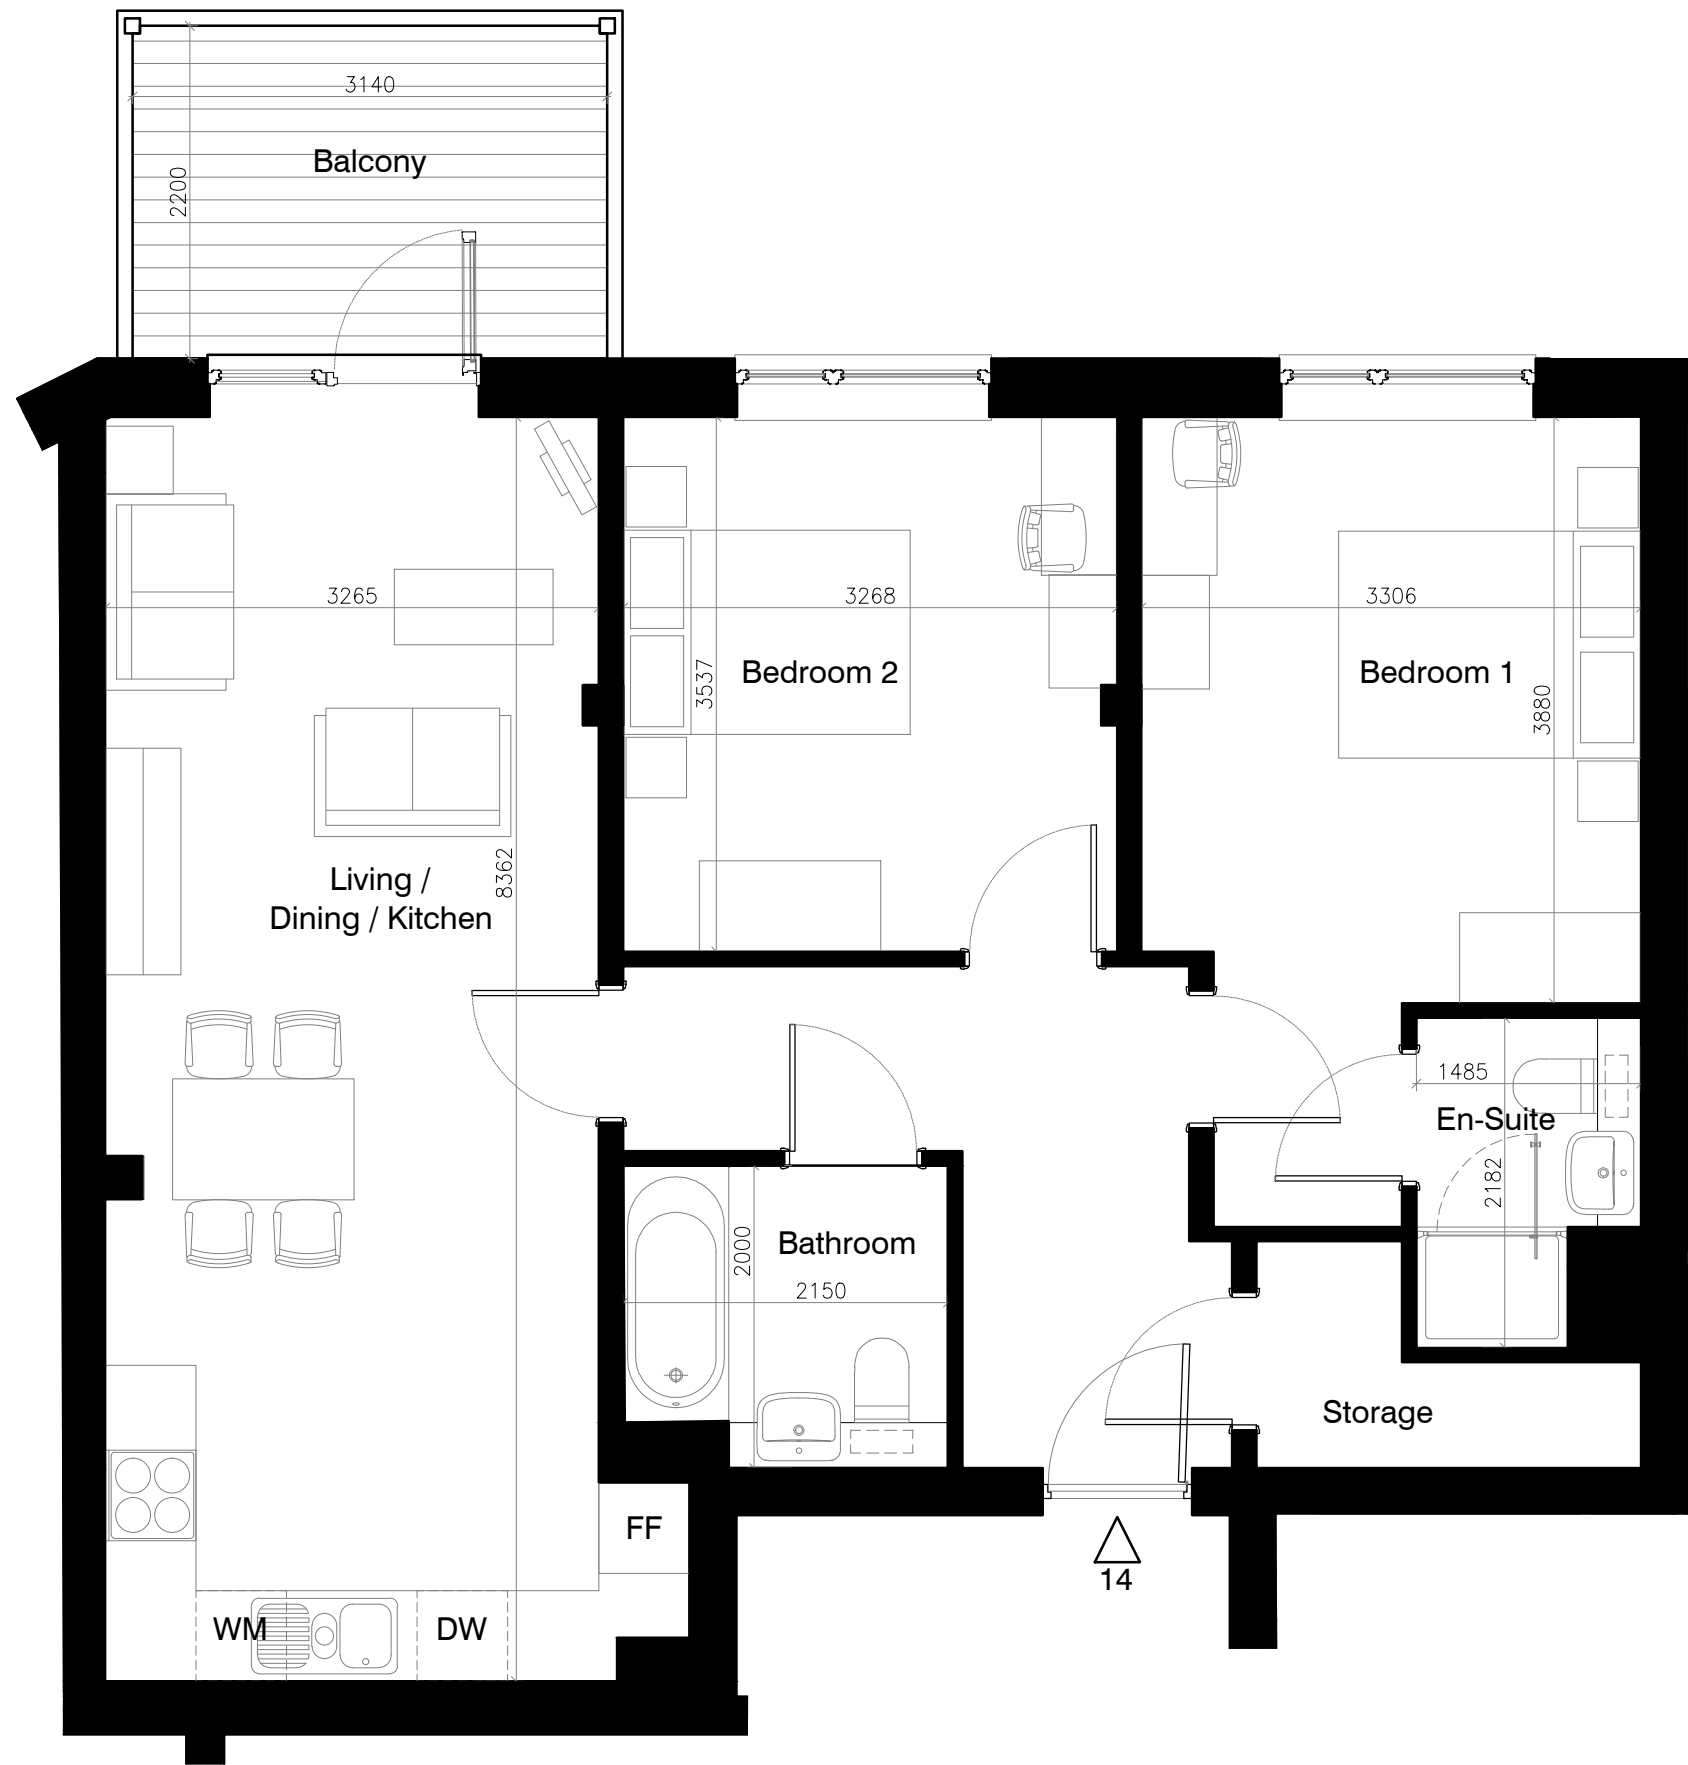 3140
Balcony
2200
3265
3268
3306
Bedroom 2
Bedroom 1
3537
3880
Living /
Dining / Kitchen
8362
1485
En-Suite
2182
Bathroom
2000
2150
Storage
FF
14
WM
DW